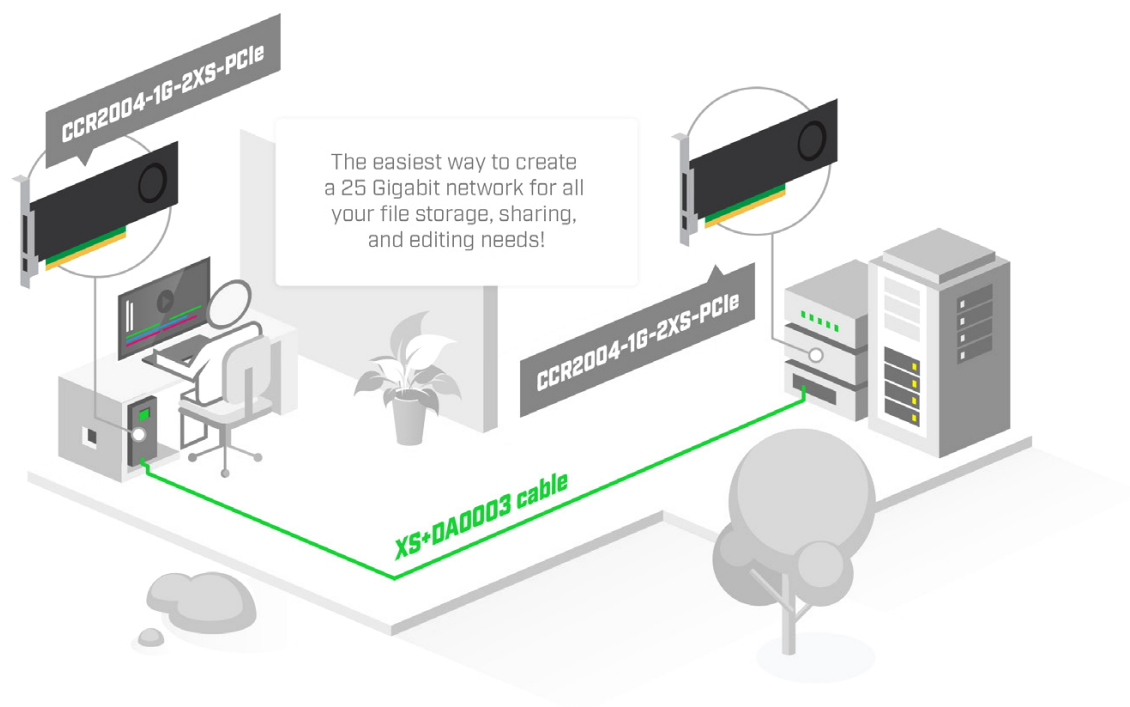 CCR2004-1G-2XS-PCIe
The easiest way to create
a 25 Gigabit network for all
your file storage, sharing,
and editing needs!
CCR2004-1G-2XS-PCIe
XS+DA0003 cable